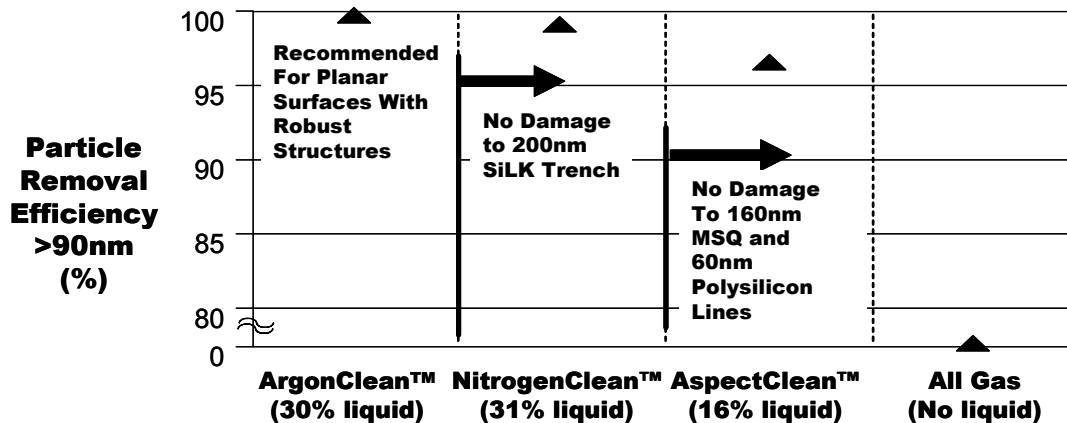 Particle
Removal
Efficiency
>90nm
(%)
100
95
90
85
80
0
Recommended
For Planar
Surfaces With
Robust
Structures
No Damage
to 200nm
SiLK Trench
No Damage
To 160nm
MSQ and
60nm
Polysilicon
Lines
ArgonClean™
(30% liquid)
NitrogenClean™
(31% liquid)
AspectClean™
(16% liquid)
All Gas
(No liquid)